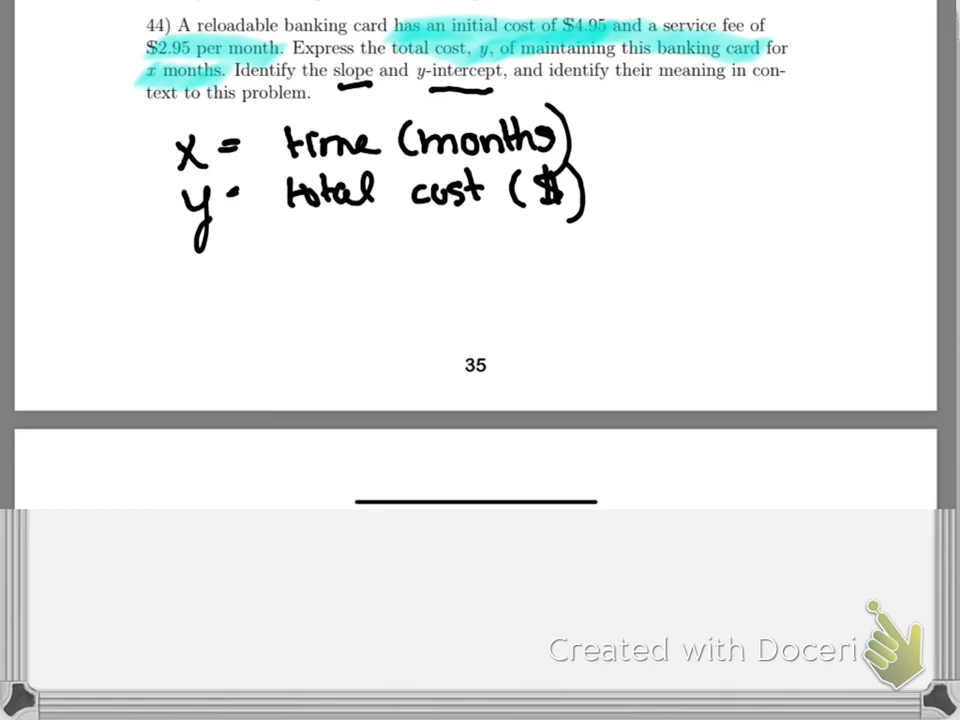 44) A reloadable banking card has an initial cost of $4.95 and a service fee of
$2.95 per month. Express the total cost, y, of maintaining this banking card for
x months. Identify the slope and y-intercept, and identify their meaning in con-
text to this problem.
x = time (months)
y = total cost ($)
35
Created with Doceri